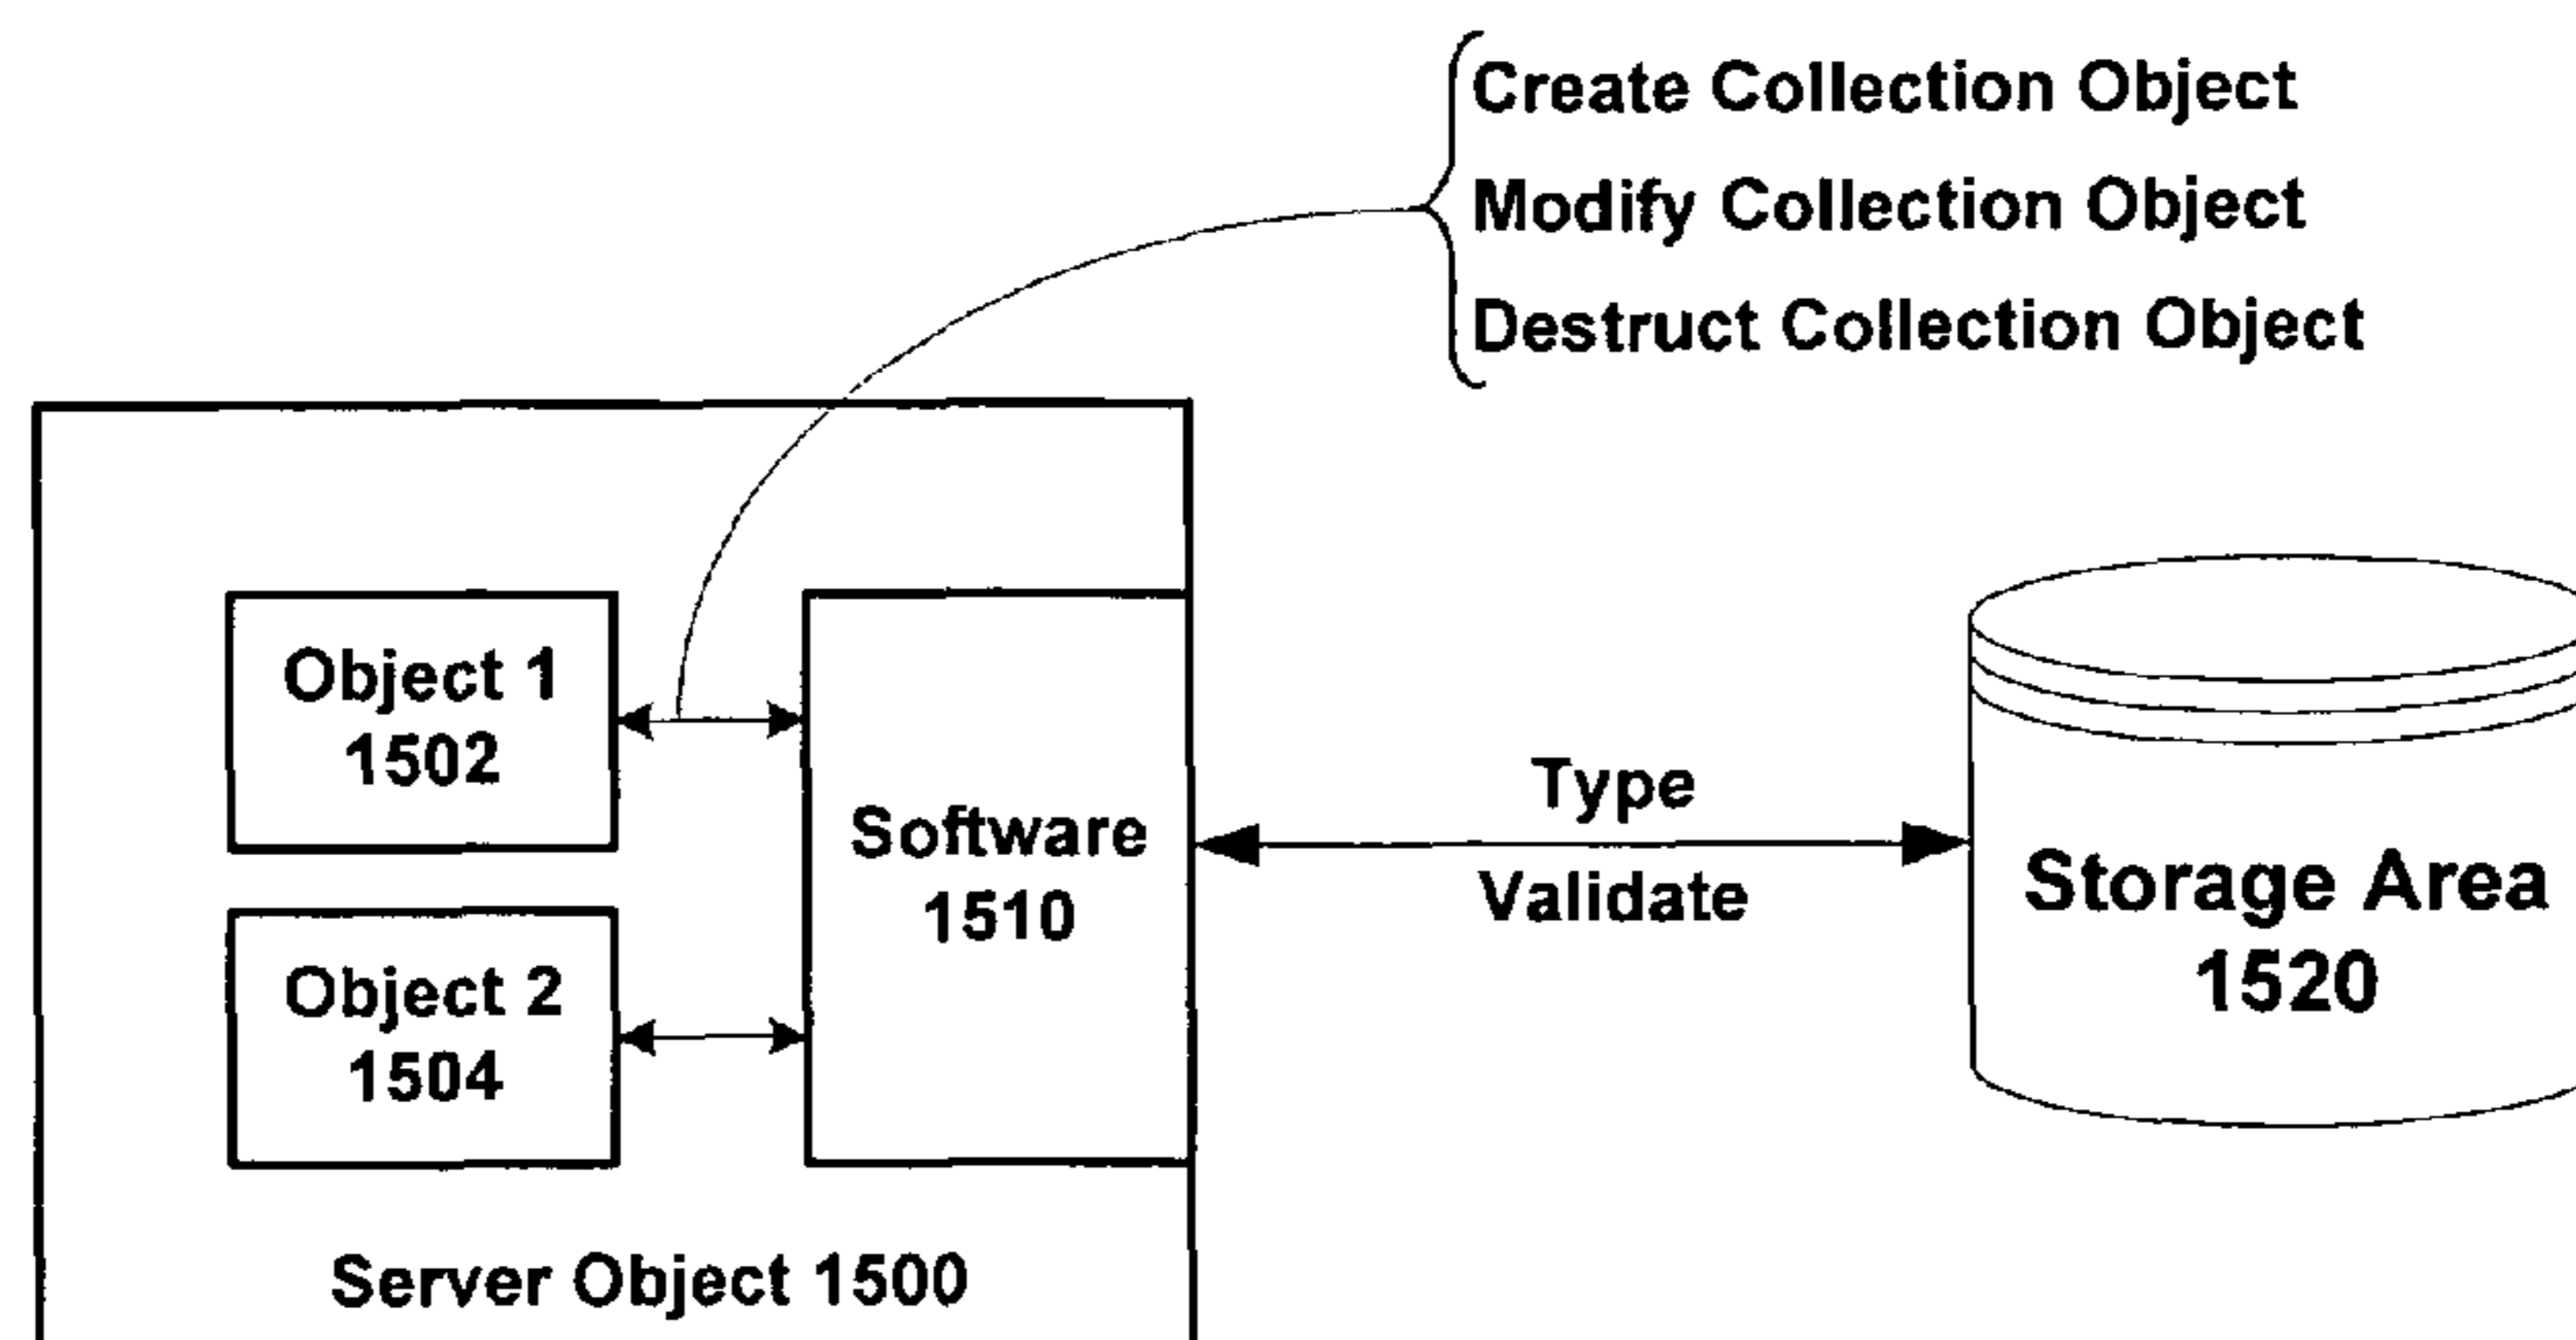 Create Collection Object
Modify Collection Object
Destruct Collection Object
Object 1
1502
Software
1510
Object 2
1504
Server Object 1500
Type
Validate
Storage Area
1520